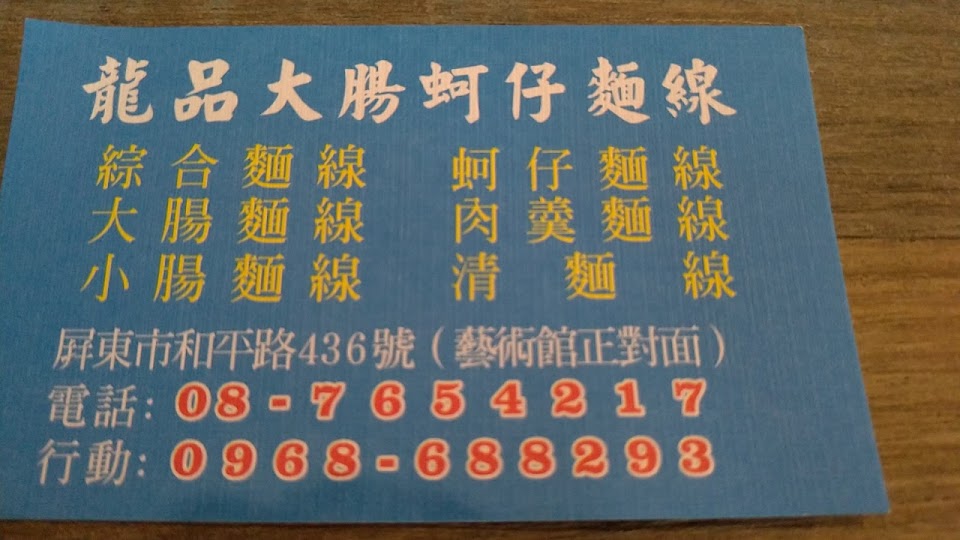 龍品大腸蚵仔麵線
綜合麵線 蚵仔麵線
大腸麵線 肉羹麵線
小腸麵線 清麵線
屏東市和平路436號(藝術館正對面)
電話:08-7654217
行動:0968-688293